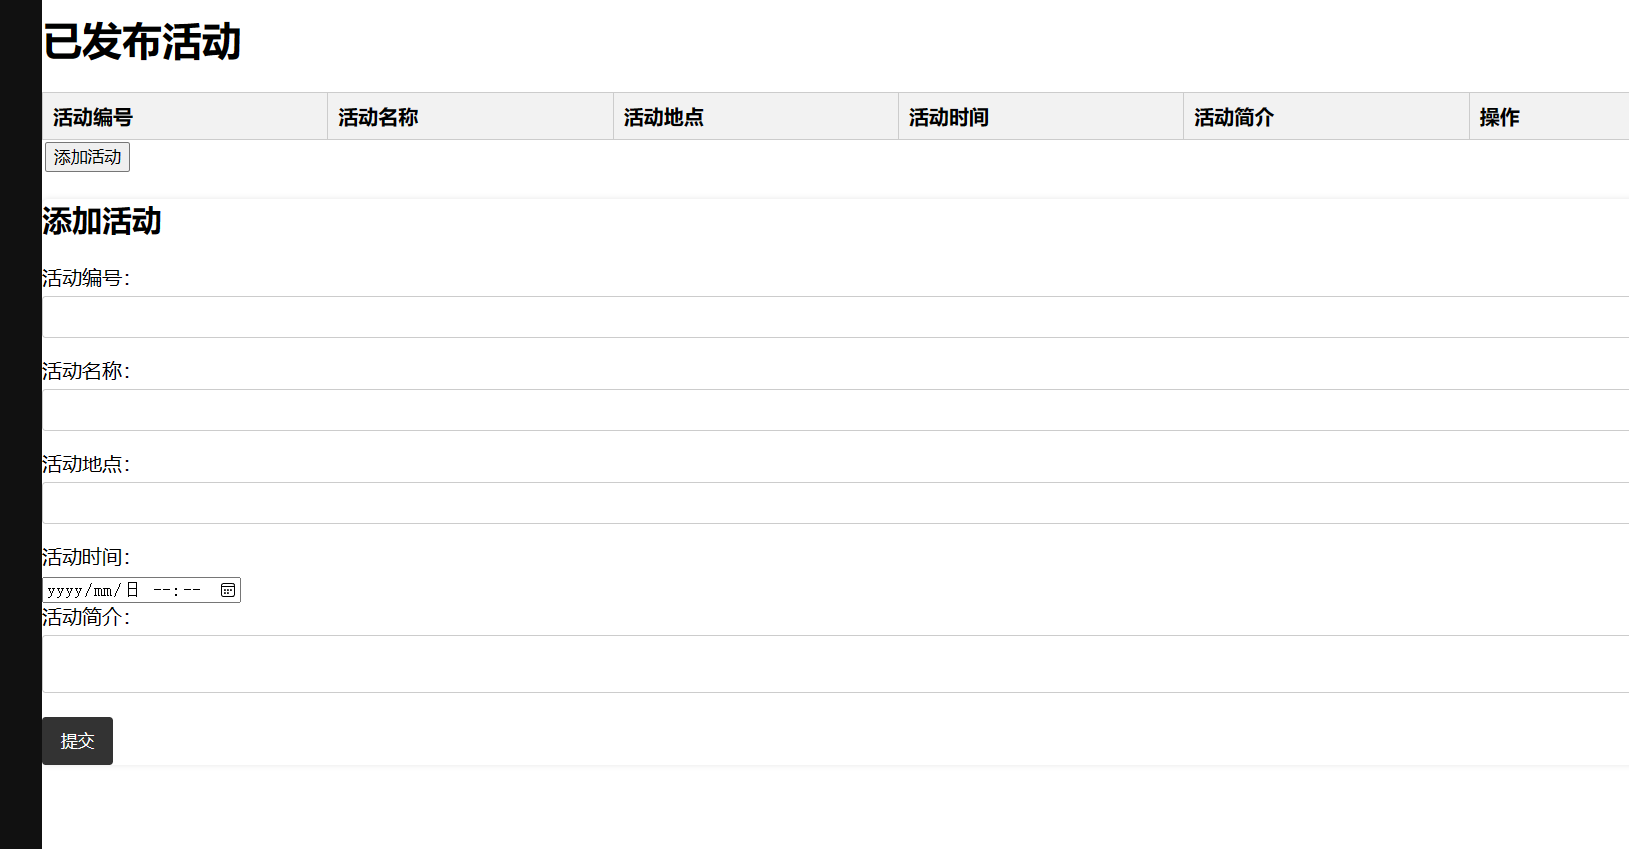 已发布活动
活动编号 活动名称 活动地点 活动时间 活动简介 操作
添加活动
添加活动
活动编号：
活动名称：
活动地点：
活动时间：
yyyy/mm/日 --:--
活动简介：
提交